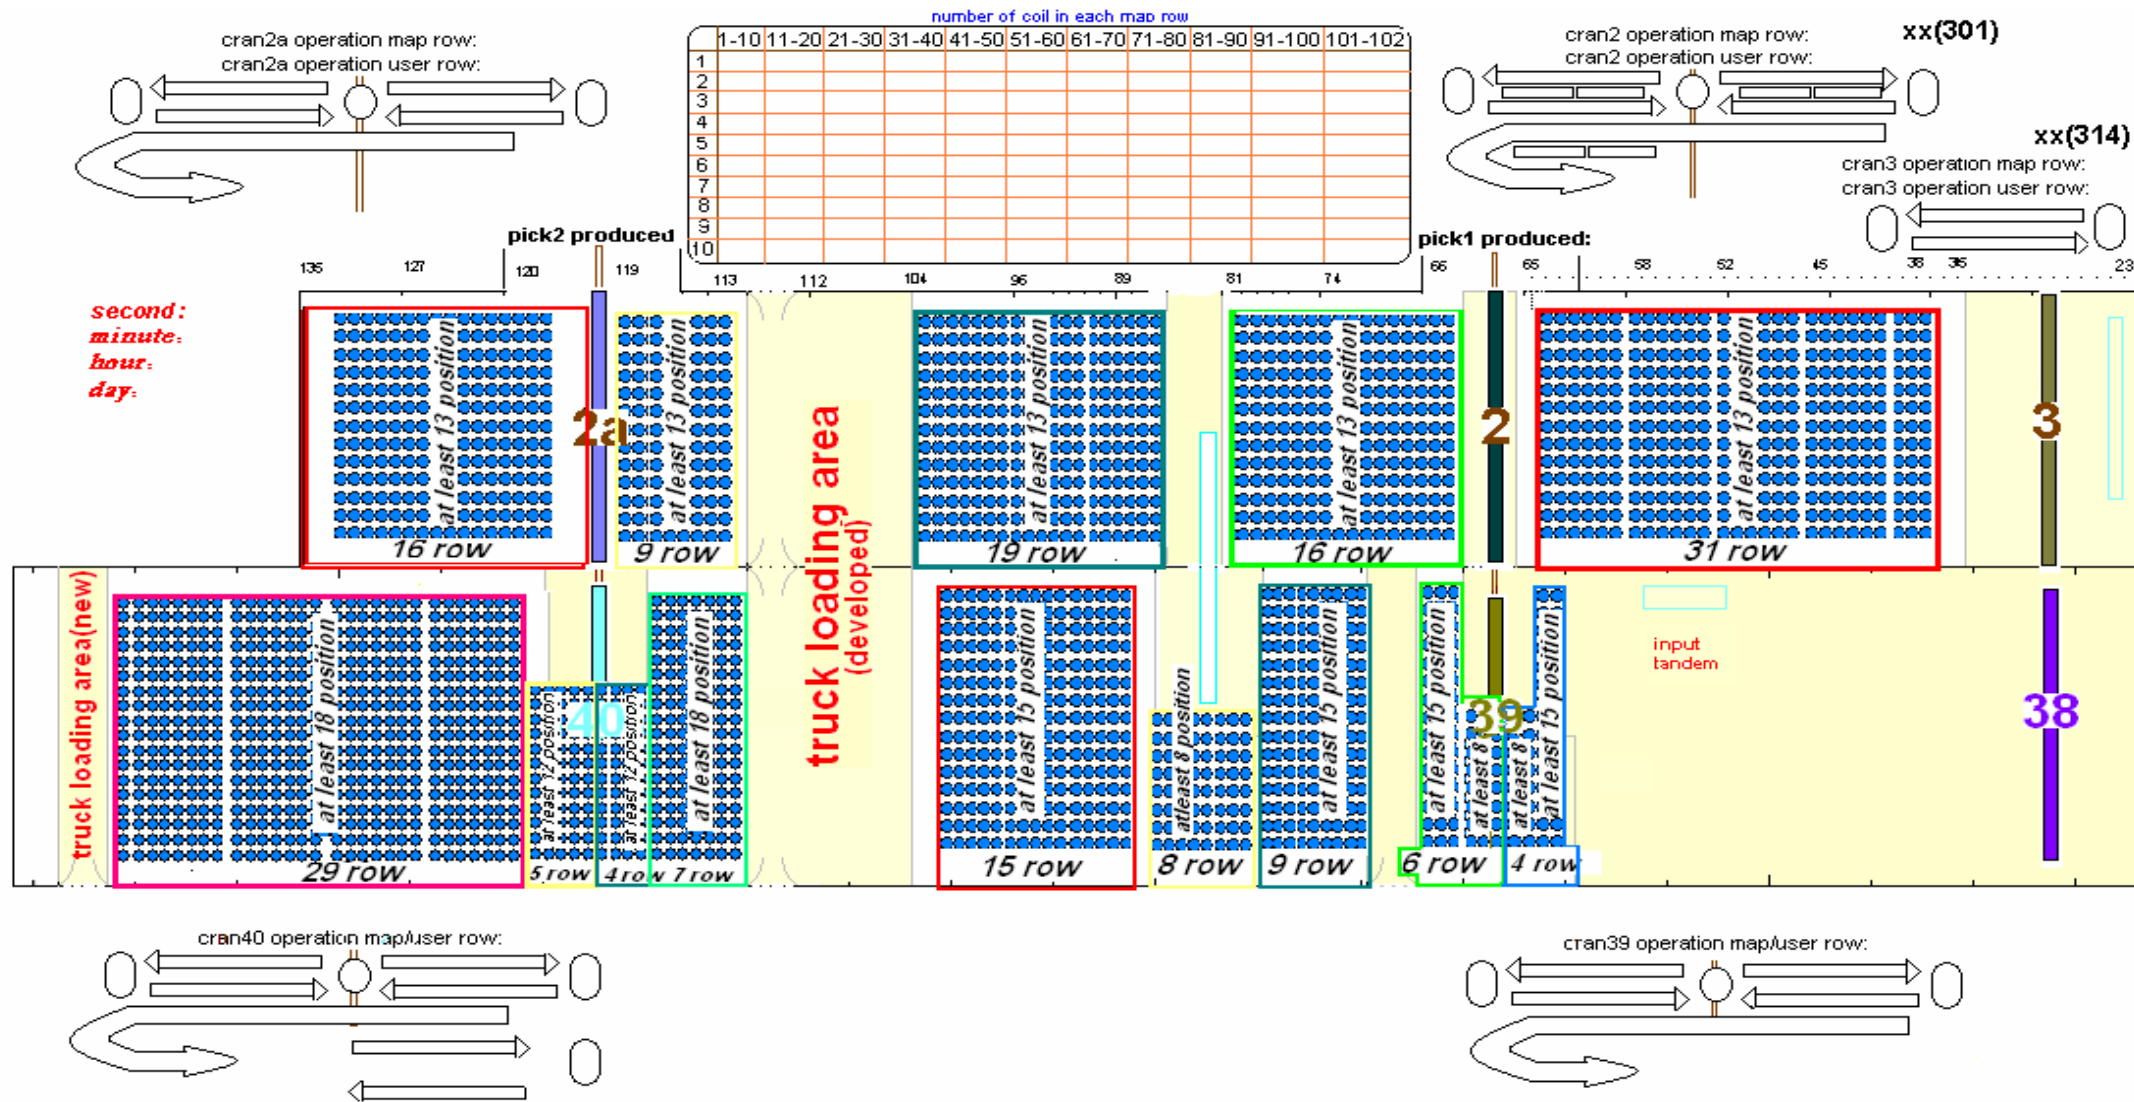 number of coil in each map row
1-10 11-20 21-30 31-40 41-50 51-60 61-70 71-80 81-90 91-100 101-102
1
2
3
4
5
6
7
8
9
10
cran2a operation map row:
cran2a operation user row:
cran2 operation map row:
cran2 operation user row:
xx(301)
xx(314)
cran3 operation map row:
cran3 operation user row:
pick2 produced
pick1 produced:
135 127 120 119 113 112 104 96 89 81 74 66 65 58 52 45 38 36 23
second:
minute:
hour:
day:
at least 13 position
16 row
2a
at least 13 position
9 row
truck loading area
(developed)
at least 13 position
19 row
at least 13 position
16 row
2
at least 13 position
31 row
3
truck loading area(new)
at least 18 position
29 row
at least 12 position
5 row
40
at least 12 position
4 row
at least 18 position
7 row
at least 15 position
15 row
atleast 8 position
8 row
at least 15 position
9 row
at least 15 position
at least 8
6 row
39
at least 8
at least 15 position
4 row
input
tandem
38
cran40 operation map/user row:
cran39 operation map/user row: